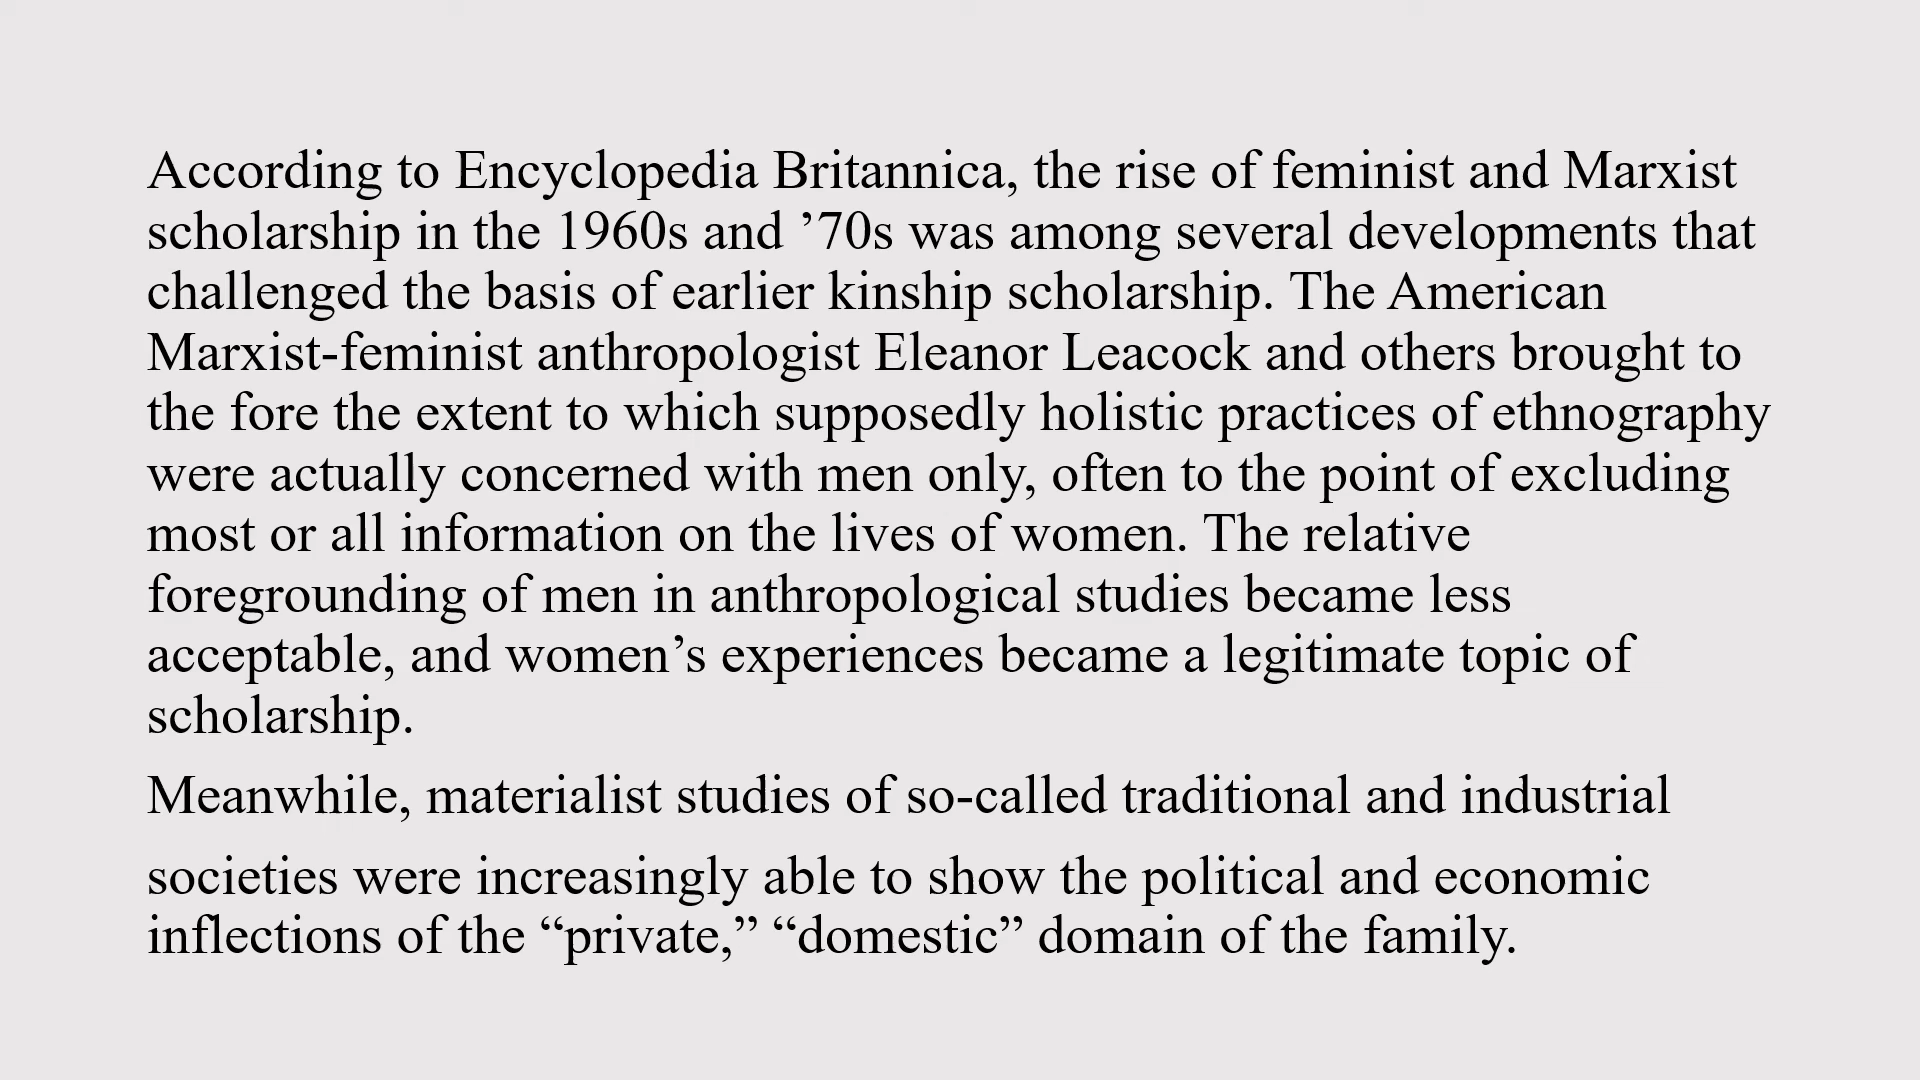 According to Encyclopedia Britannica, the rise of feminist and Marxist
scholarship in the 1960s and ’70s was among several developments that
challenged the basis of earlier kinship scholarship. The American
Marxist-feminist anthropologist Eleanor Leacock and others brought to
the fore the extent to which supposedly holistic practices of ethnography
were actually concerned with men only, often to the point of excluding
most or all information on the lives of women. The relative
foregrounding of men in anthropological studies became less
acceptable, and women’s experiences became a legitimate topic of
scholarship.
Meanwhile, materialist studies of so-called traditional and industrial
societies were increasingly able to show the political and economic
inflections of the “private,” “domestic” domain of the family.